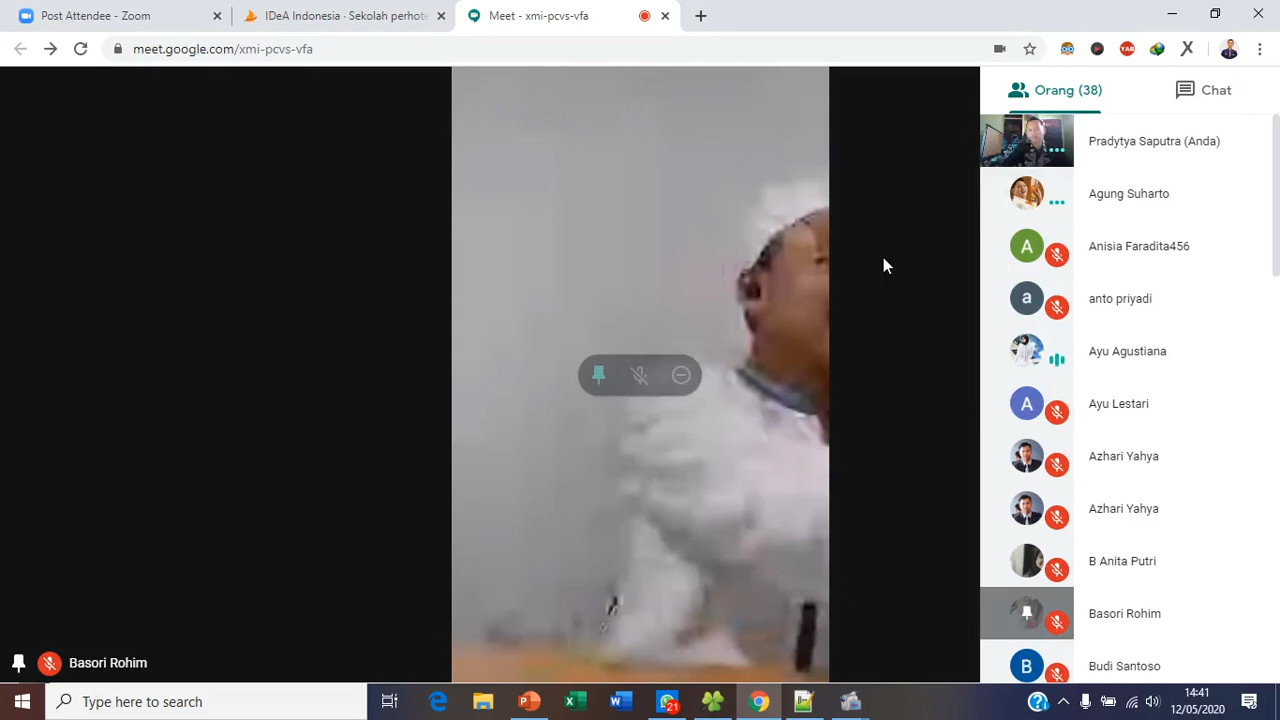 Post Attendee - Zoom
IDeA Indonesia · Sekolah perhote
Meet - xmi-pcvs-vfa
meet.google.com/xmi-pcvs-vfa
YAB
Orang (38)
Chat
Pradytya Saputra (Anda)
Agung Suharto
A
Anisia Faradita456
a
anto priyadi
Ayu Agustiana
A
Ayu Lestari
Azhari Yahya
Azhari Yahya
B Anita Putri
Basori Rohim
B
Budi Santoso
Basori Rohim
Type here to search
21
14:41
12/05/2020